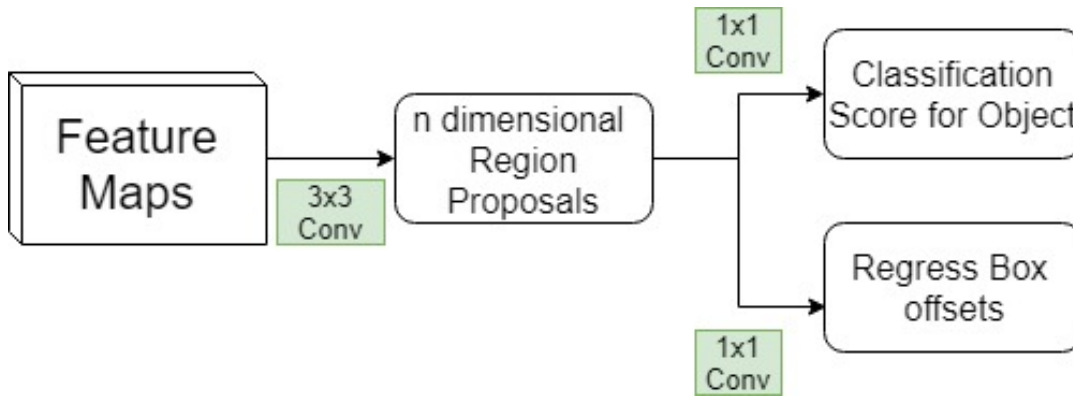 Feature
Maps
3x3
Conv
n dimensional
Region
Proposals
1x1
Conv
Classification
Score for Object
Regress Box
offsets
1x1
Conv